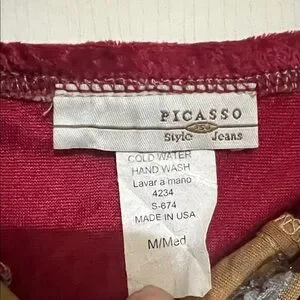 PICASSO
Style Jeans
COLD WATER
HAND WASH
Lavar a mano
4234
S-674
MADE IN USA
M/Med